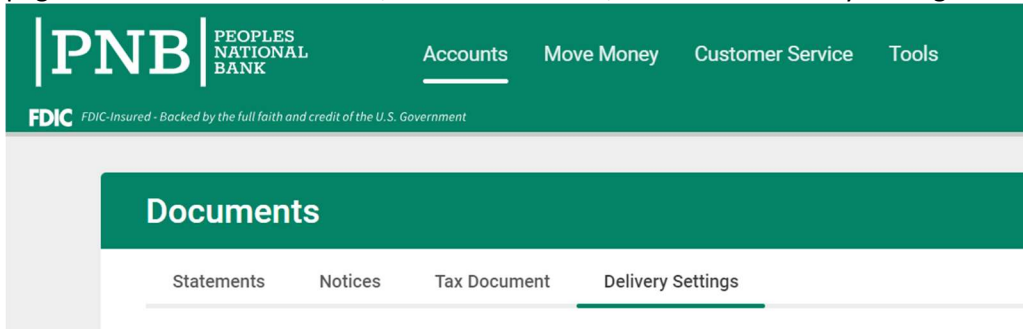 PNB PEOPLES NATIONAL BANK
Accounts Move Money Customer Service Tools
FDIC FDIC-Insured - Backed by the full faith and credit of the U.S. Government
Documents
Statements Notices Tax Document Delivery Settings